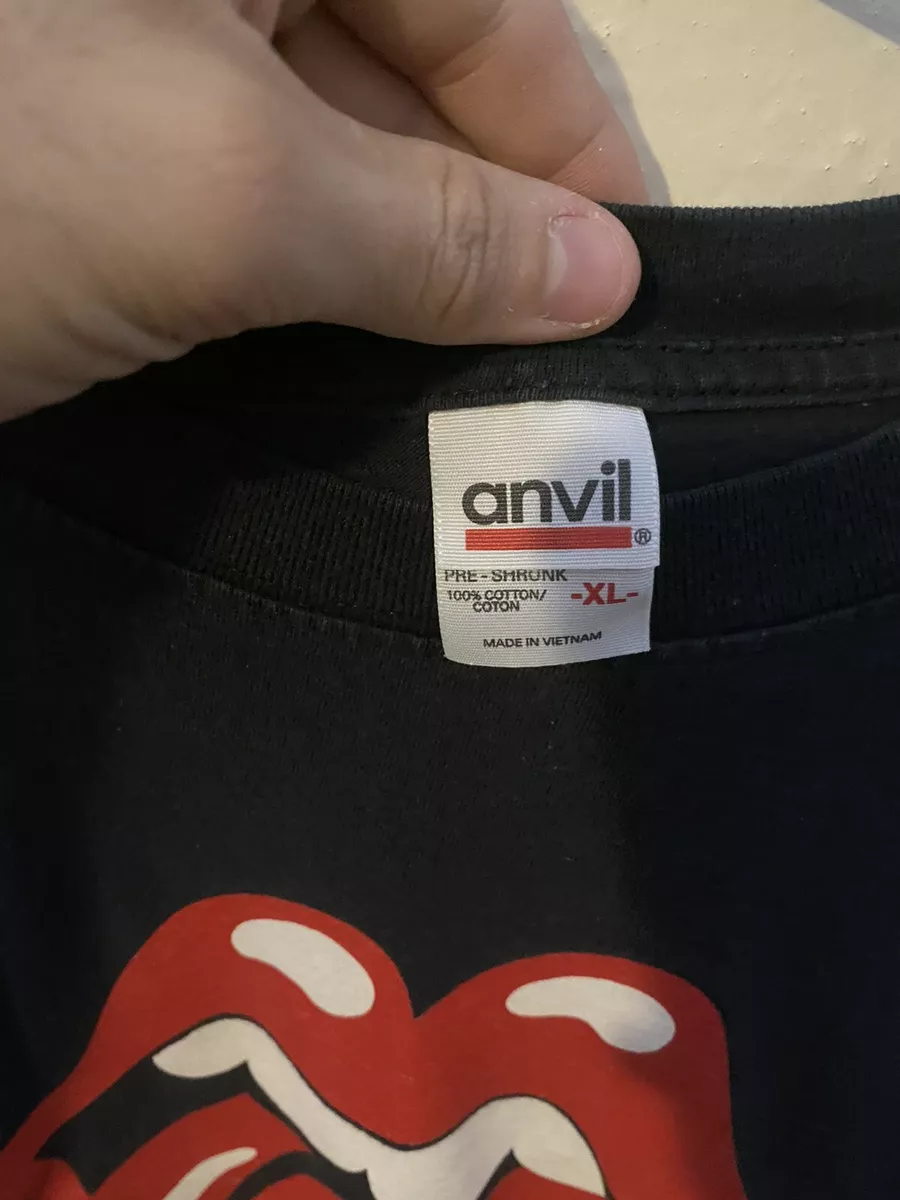 anvil
®
PRE - SHRUNK
100% COTTON/
COTON
-XL-
MADE IN VIETNAM